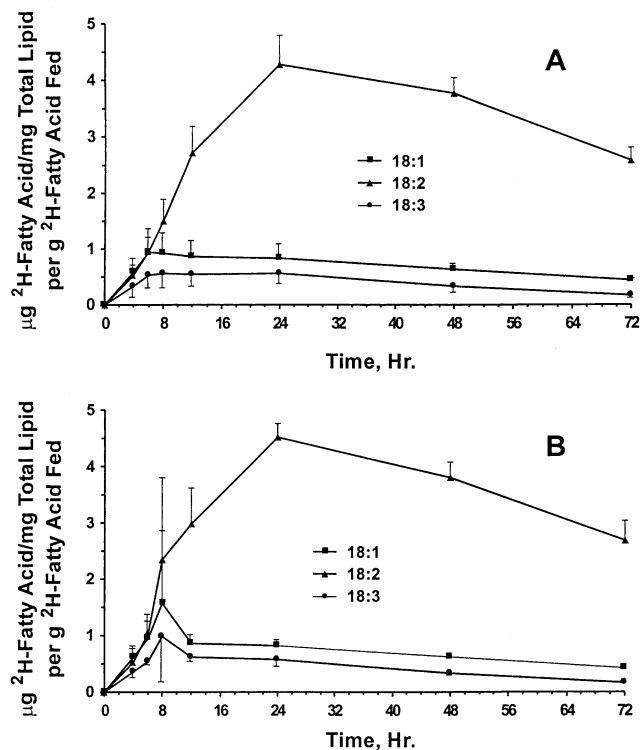 A
μg ²H-Fatty Acid/mg Total Lipid
per g ²H-Fatty Acid Fed
5
4
3
2
1
0
18:1
18:2
18:3
0 8 16 24 32 40 48 56 64 72
Time, Hr.
B
μg ²H-Fatty Acid/mg Total Lipid
per g ²H-Fatty Acid Fed
5
4
3
2
1
0
18:1
18:2
18:3
0 8 16 24 32 40 48 56 64 72
Time, Hr.